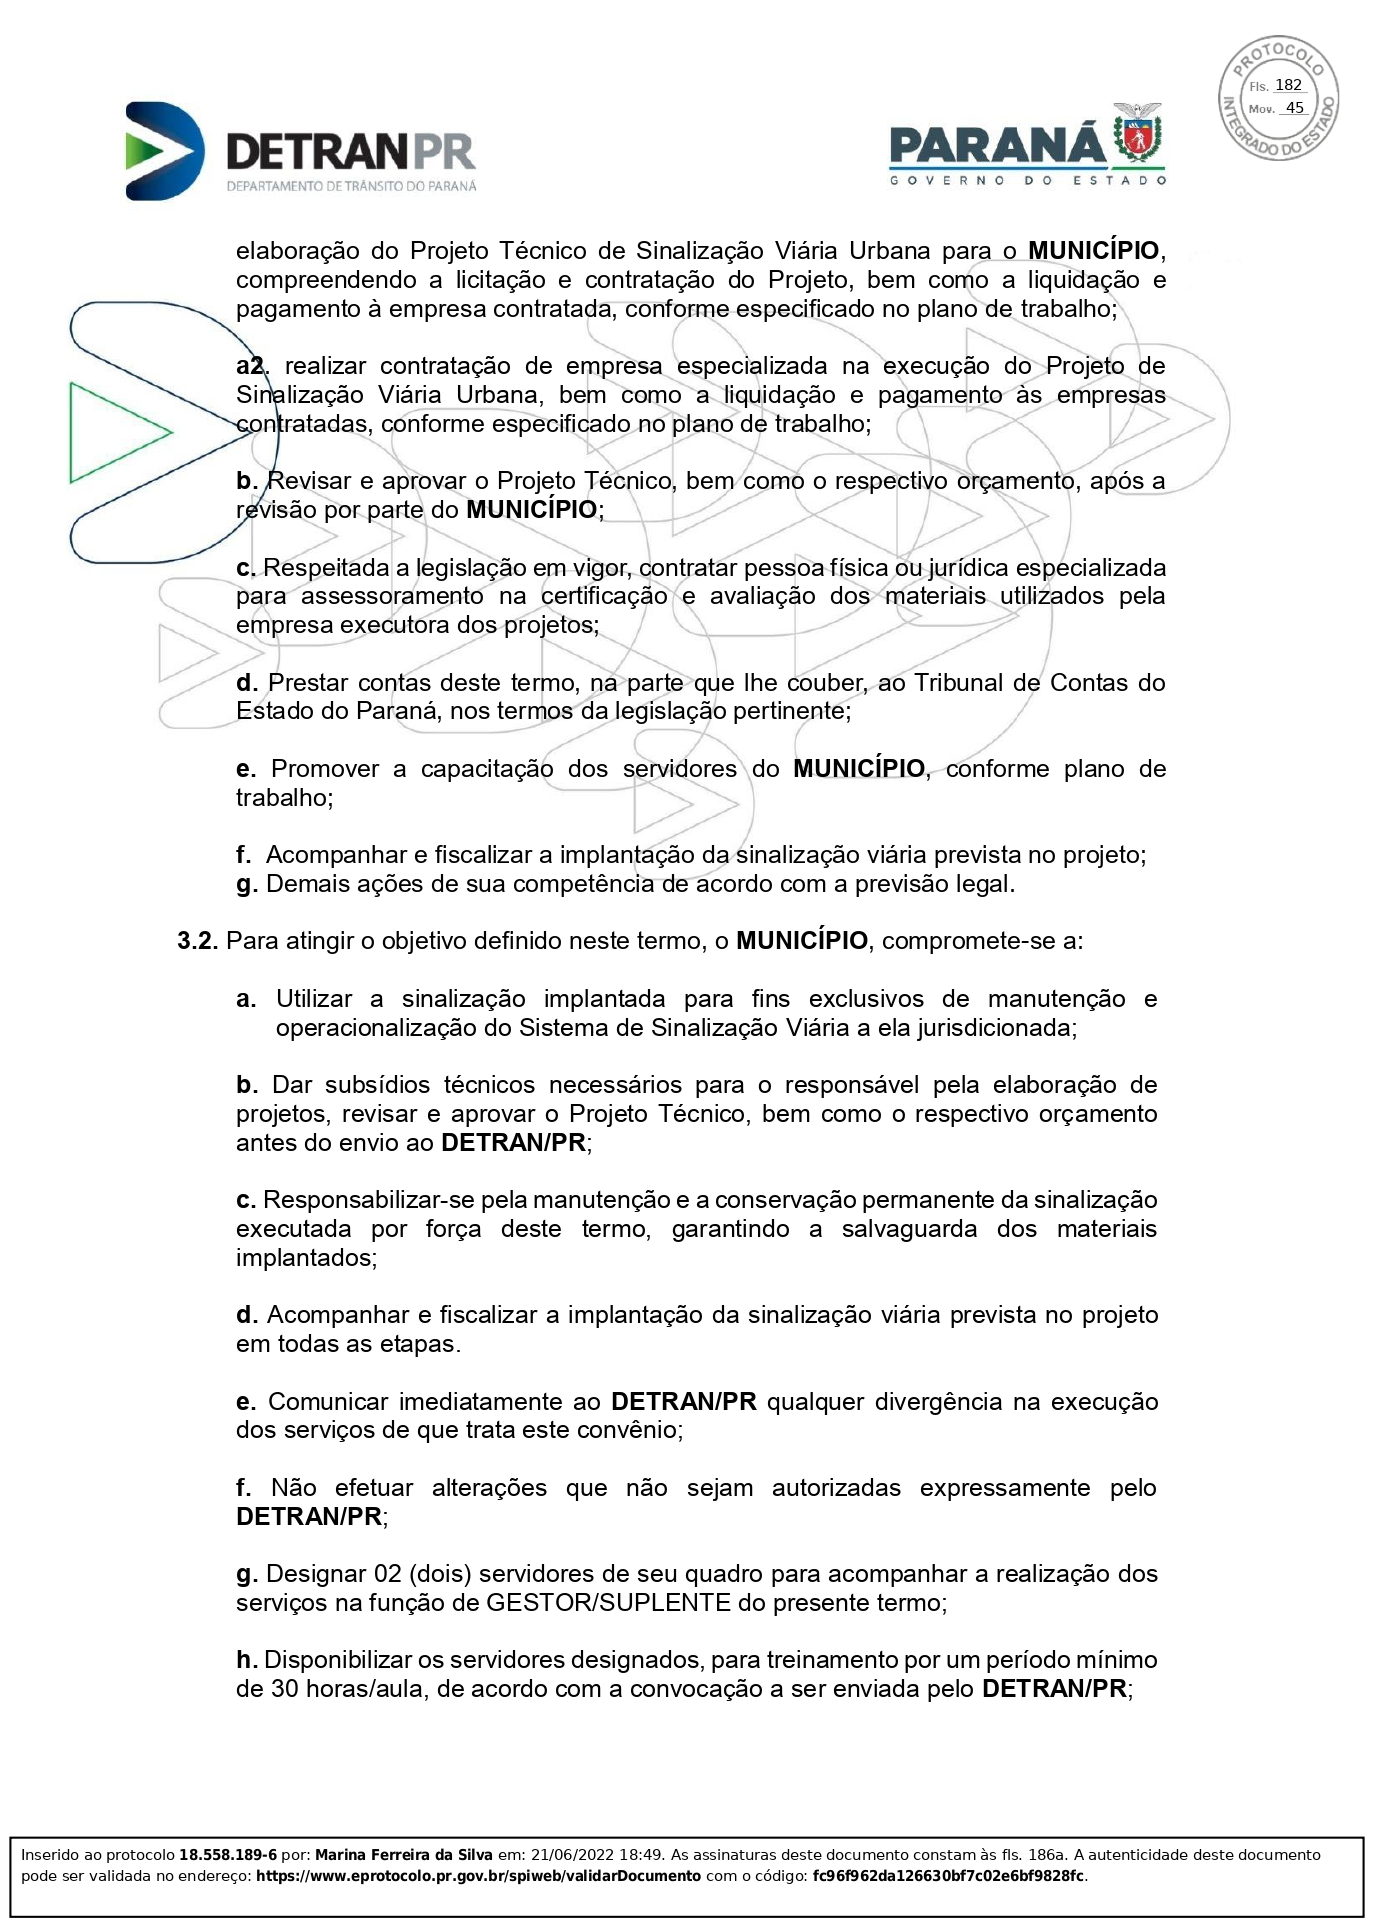 PROTOCOLO
INTEGRADO DO ESTADO
Fls. 182
Mov. 45
DETRANPR
DEPARTAMENTO DE TRÂNSITO DO PARANÁ
PARANÁ
GOVERNO DO ESTADO
elaboração do Projeto Técnico de Sinalização Viária Urbana para o MUNICÍPIO,
compreendendo a licitação e contratação do Projeto, bem como a liquidação e
pagamento à empresa contratada, conforme especificado no plano de trabalho;
a2. realizar contratação de empresa especializada na execução do Projeto de
Sinalização Viária Urbana, bem como a liquidação e pagamento às empresas
contratadas, conforme especificado no plano de trabalho;
b. Revisar e aprovar o Projeto Técnico, bem como o respectivo orçamento, após a
revisão por parte do MUNICÍPIO;
c. Respeitada a legislação em vigor, contratar pessoa física ou jurídica especializada
para assessoramento na certificação e avaliação dos materiais utilizados pela
empresa executora dos projetos;
d. Prestar contas deste termo, na parte que lhe couber, ao Tribunal de Contas do
Estado do Paraná, nos termos da legislação pertinente;
e. Promover a capacitação dos servidores do MUNICÍPIO, conforme plano de
trabalho;
f. Acompanhar e fiscalizar a implantação da sinalização viária prevista no projeto;
g. Demais ações de sua competência de acordo com a previsão legal.
3.2. Para atingir o objetivo definido neste termo, o MUNICÍPIO, compromete-se a:
a. Utilizar a sinalização implantada para fins exclusivos de manutenção e
operacionalização do Sistema de Sinalização Viária a ela jurisdicionada;
b. Dar subsídios técnicos necessários para o responsável pela elaboração de
projetos, revisar e aprovar o Projeto Técnico, bem como o respectivo orçamento
antes do envio ao DETRAN/PR;
c. Responsabilizar-se pela manutenção e a conservação permanente da sinalização
executada por força deste termo, garantindo a salvaguarda dos materiais
implantados;
d. Acompanhar e fiscalizar a implantação da sinalização viária prevista no projeto
em todas as etapas.
e. Comunicar imediatamente ao DETRAN/PR qualquer divergência na execução
dos serviços de que trata este convênio;
f. Não efetuar alterações que não sejam autorizadas expressamente pelo
DETRAN/PR;
g. Designar 02 (dois) servidores de seu quadro para acompanhar a realização dos
serviços na função de GESTOR/SUPLENTE do presente termo;
h. Disponibilizar os servidores designados, para treinamento por um período mínimo
de 30 horas/aula, de acordo com a convocação a ser enviada pelo DETRAN/PR;
Inserido ao protocolo 18.558.189-6 por: Marina Ferreira da Silva em: 21/06/2022 18:49. As assinaturas deste documento constam às fls. 186a. A autenticidade deste documento
pode ser validada no endereço: https://www.eprotocolo.pr.gov.br/spiweb/validarDocumento com o código: fc96f962da126630bf7c02e6bf9828fc.